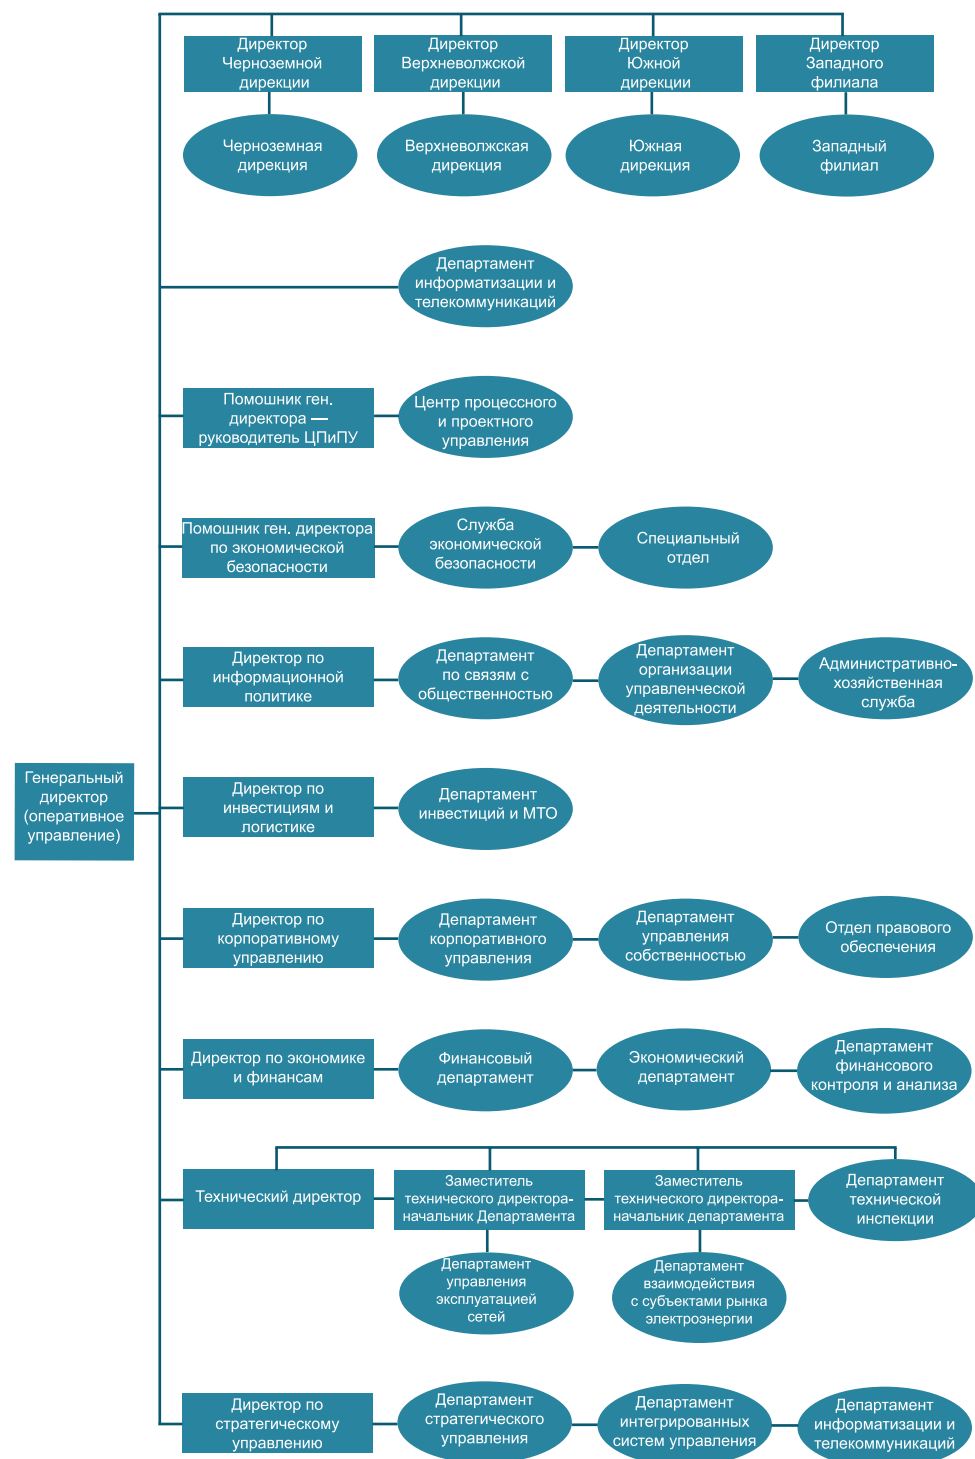 Директор
Черноземной
дирекции
Директор
Верхневолжской
дирекции
Директор
Южной
дирекции
Директор
Западного
филиала
Черноземная
дирекция
Верхневолжская
дирекция
Южная
дирекция
Западный
филиал
Департамент
информатизации и
телекоммуникаций
Помошник ген.
директора —
руководитель ЦПиПУ
Центр процессного
и проектного
управления
Помошник ген. директора
по экономической
безопасности
Служба
экономической
безопасности
Специальный
отдел
Директор по
информационной
политике
Департамент
по связям с
общественностью
Департамент
организации
управленческой
деятельности
Административно-
хозяйственная
служба
Генеральный
директор
(оперативное
управление)
Директор по
инвестициям и
логистике
Департамент
инвестиций и МТО
Директор по
корпоративному
управлению
Департамент
корпоративного
управления
Департамент
управления
собственностью
Отдел правового
обеспечения
Директор по экономике
и финансам
Финансовый
департамент
Экономический
департамент
Департамент
финансового
контроля и анализа
Технический директор
Заместитель
технического директора-
начальник Департамента
Заместитель
технического директора-
начальник департамента
Департамент
технической
инспекции
Департамент
управления
эксплуатацией
сетей
Департамент
взаимодействия
с субъектами рынка
электроэнергии
Директор по
стратегическому
управлению
Департамент
стратегического
управления
Департамент
интегрированных
систем управления
Департамент
информатизации и
телекоммуникаций